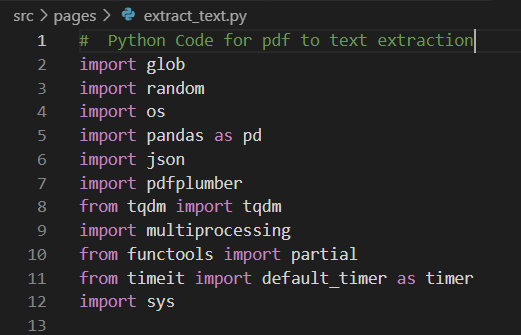 src > pages > extract_text.py
1 #  Python Code for pdf to text extraction
2 import glob
3 import random
4 import os
5 import pandas as pd
6 import json
7 import pdfplumber
8 from tqdm import tqdm
9 import multiprocessing
10 from functools import partial
11 from timeit import default_timer as timer
12 import sys
13